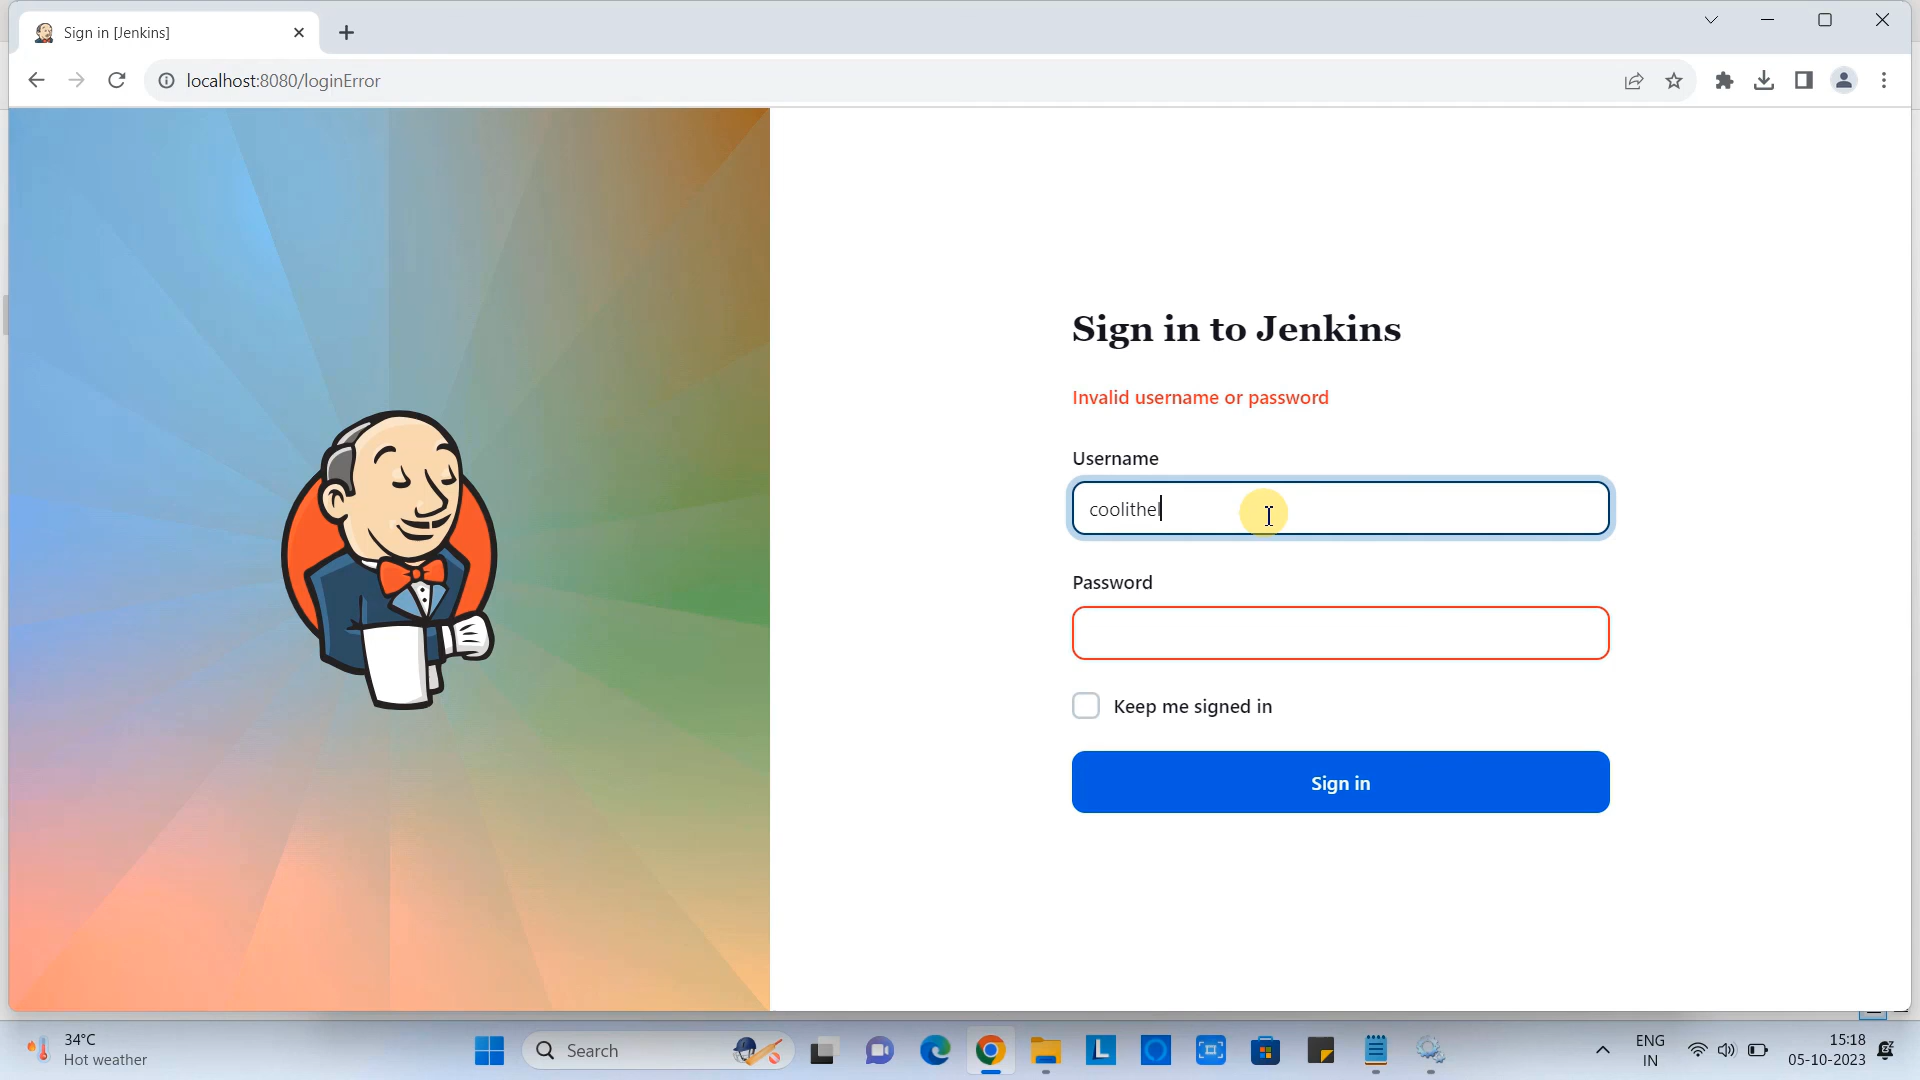 Sign in [Jenkins]
localhost:8080/loginError
Sign in to Jenkins
Invalid username or password
Username
coolithel
Password
Keep me signed in
Sign in
34°C
Hot weather
Search
ENG
IN
15:18
05-10-2023